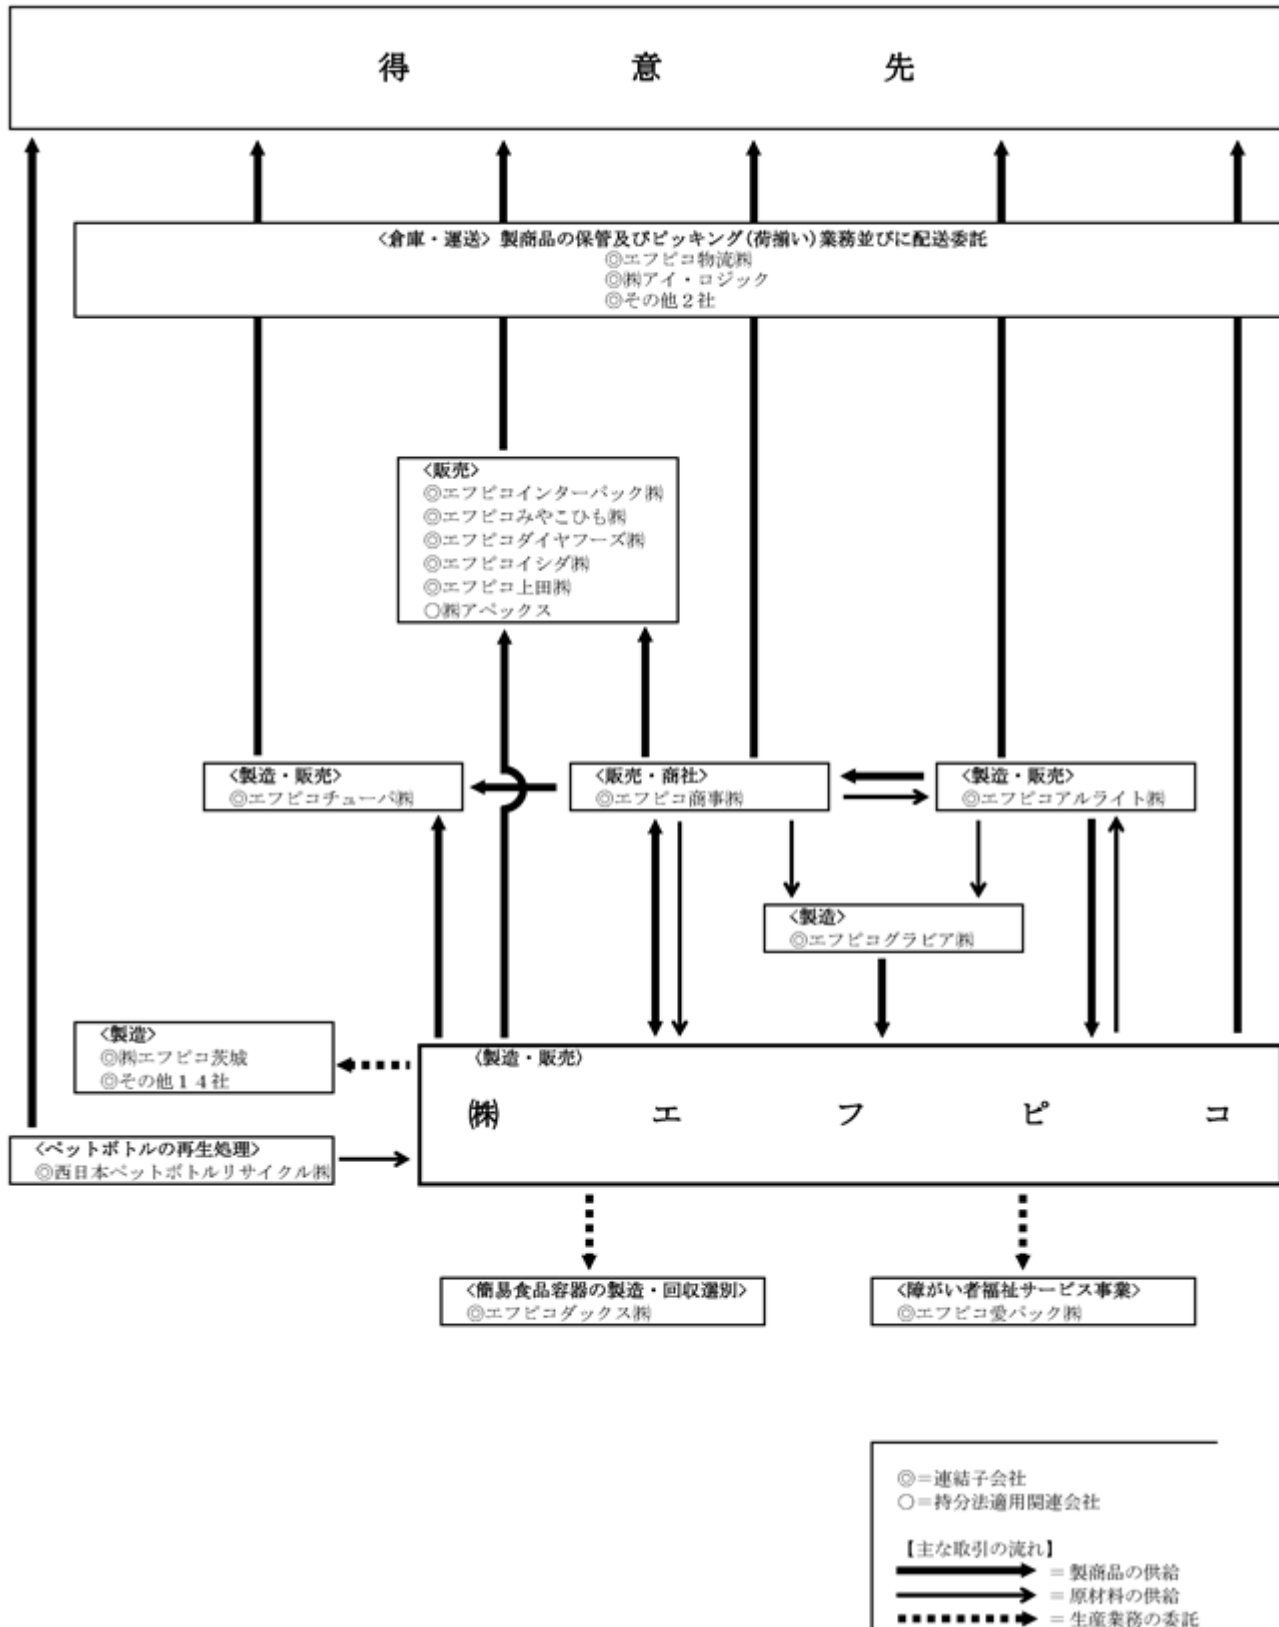 得意先
〈倉庫・運送〉製商品の保管及びピッキング(荷揃い)業務並びに配送委託
◎エフピコ物流㈱
◎㈱アイ・ロジック
◎その他2社
〈販売〉
◎エフピコインターパック㈱
◎エフピコみやこひも㈱
◎エフピコダイヤフーズ㈱
◎エフピコイシダ㈱
◎エフピコ上田㈱
○㈱アペックス
〈製造・販売〉
◎エフピコチューパ㈱
〈販売・商社〉
◎エフピコ商事㈱
〈製造・販売〉
◎エフピコアルライト㈱
〈製造〉
◎エフピコグラビア㈱
〈製造〉
◎㈱エフピコ茨城
◎その他14社
〈製造・販売〉
㈱エフピコ
〈ペットボトルの再生処理〉
◎西日本ペットボトルリサイクル㈱
〈簡易食品容器の製造・回収選別〉
◎エフピコダックス㈱
〈障がい者福祉サービス事業〉
◎エフピコ愛パック㈱
◎=連結子会社
○=持分法適用関連会社
【主な取引の流れ】
=製商品の供給
=原材料の供給
=生産業務の委託